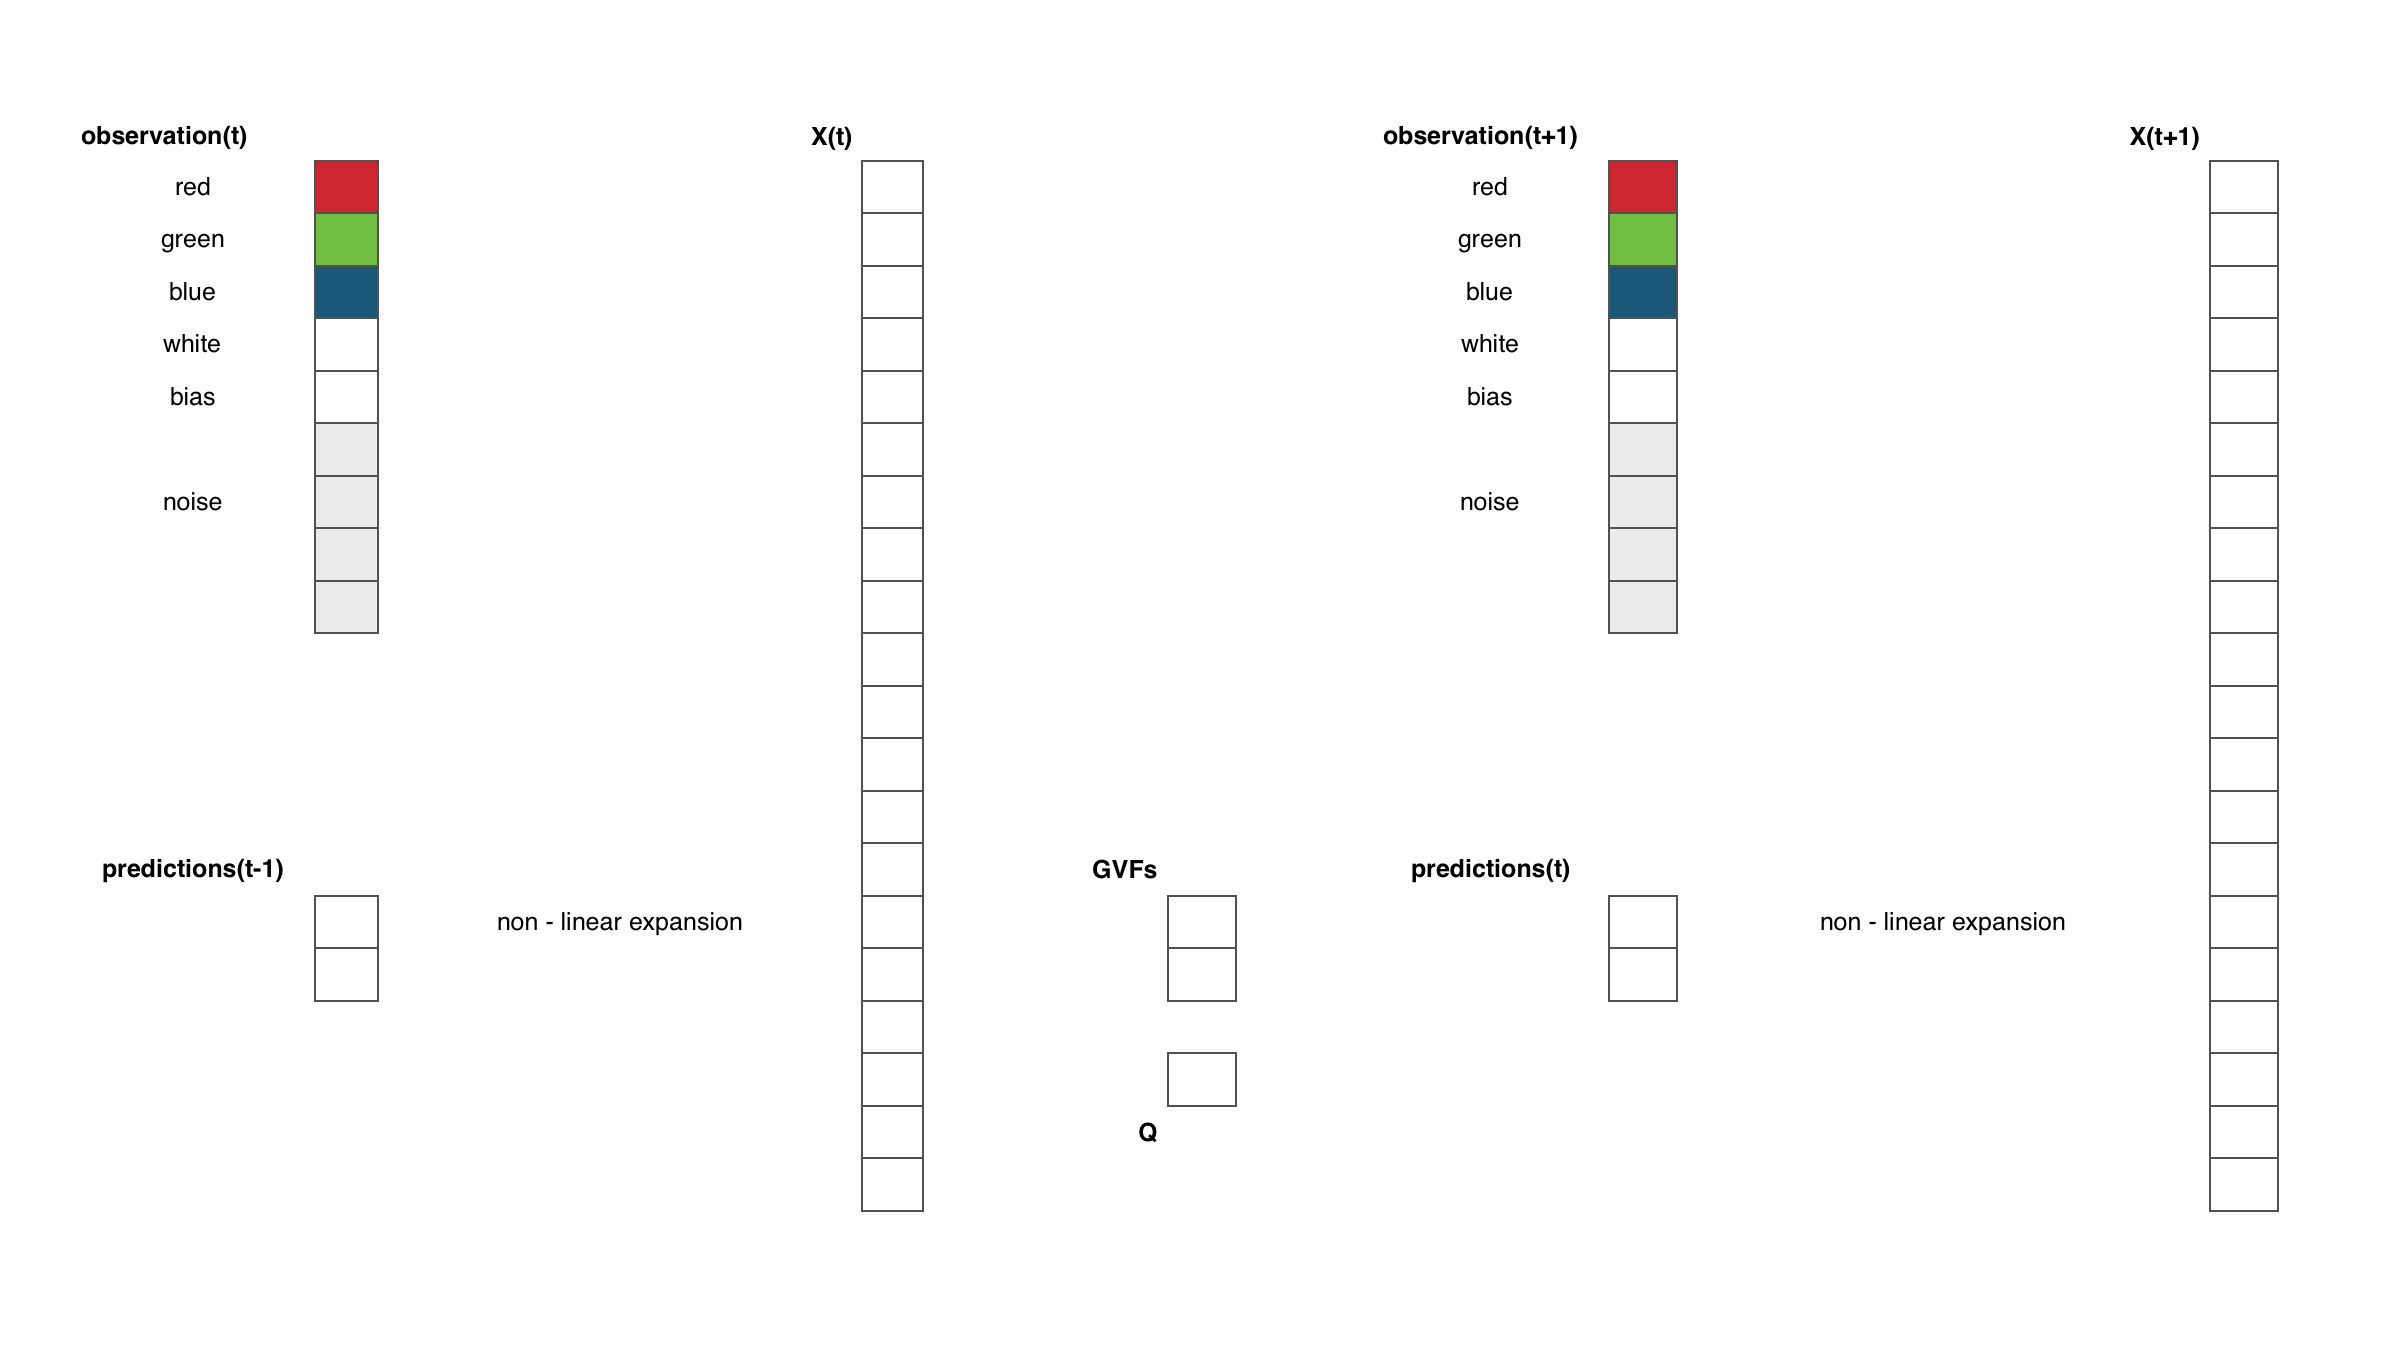 observation(t)
red
green
blue
white
bias
noise
predictions(t-1)
non - linear expansion
X(t)
GVFs
Q
observation(t+1)
red
green
blue
white
bias
noise
predictions(t)
non - linear expansion
X(t+1)